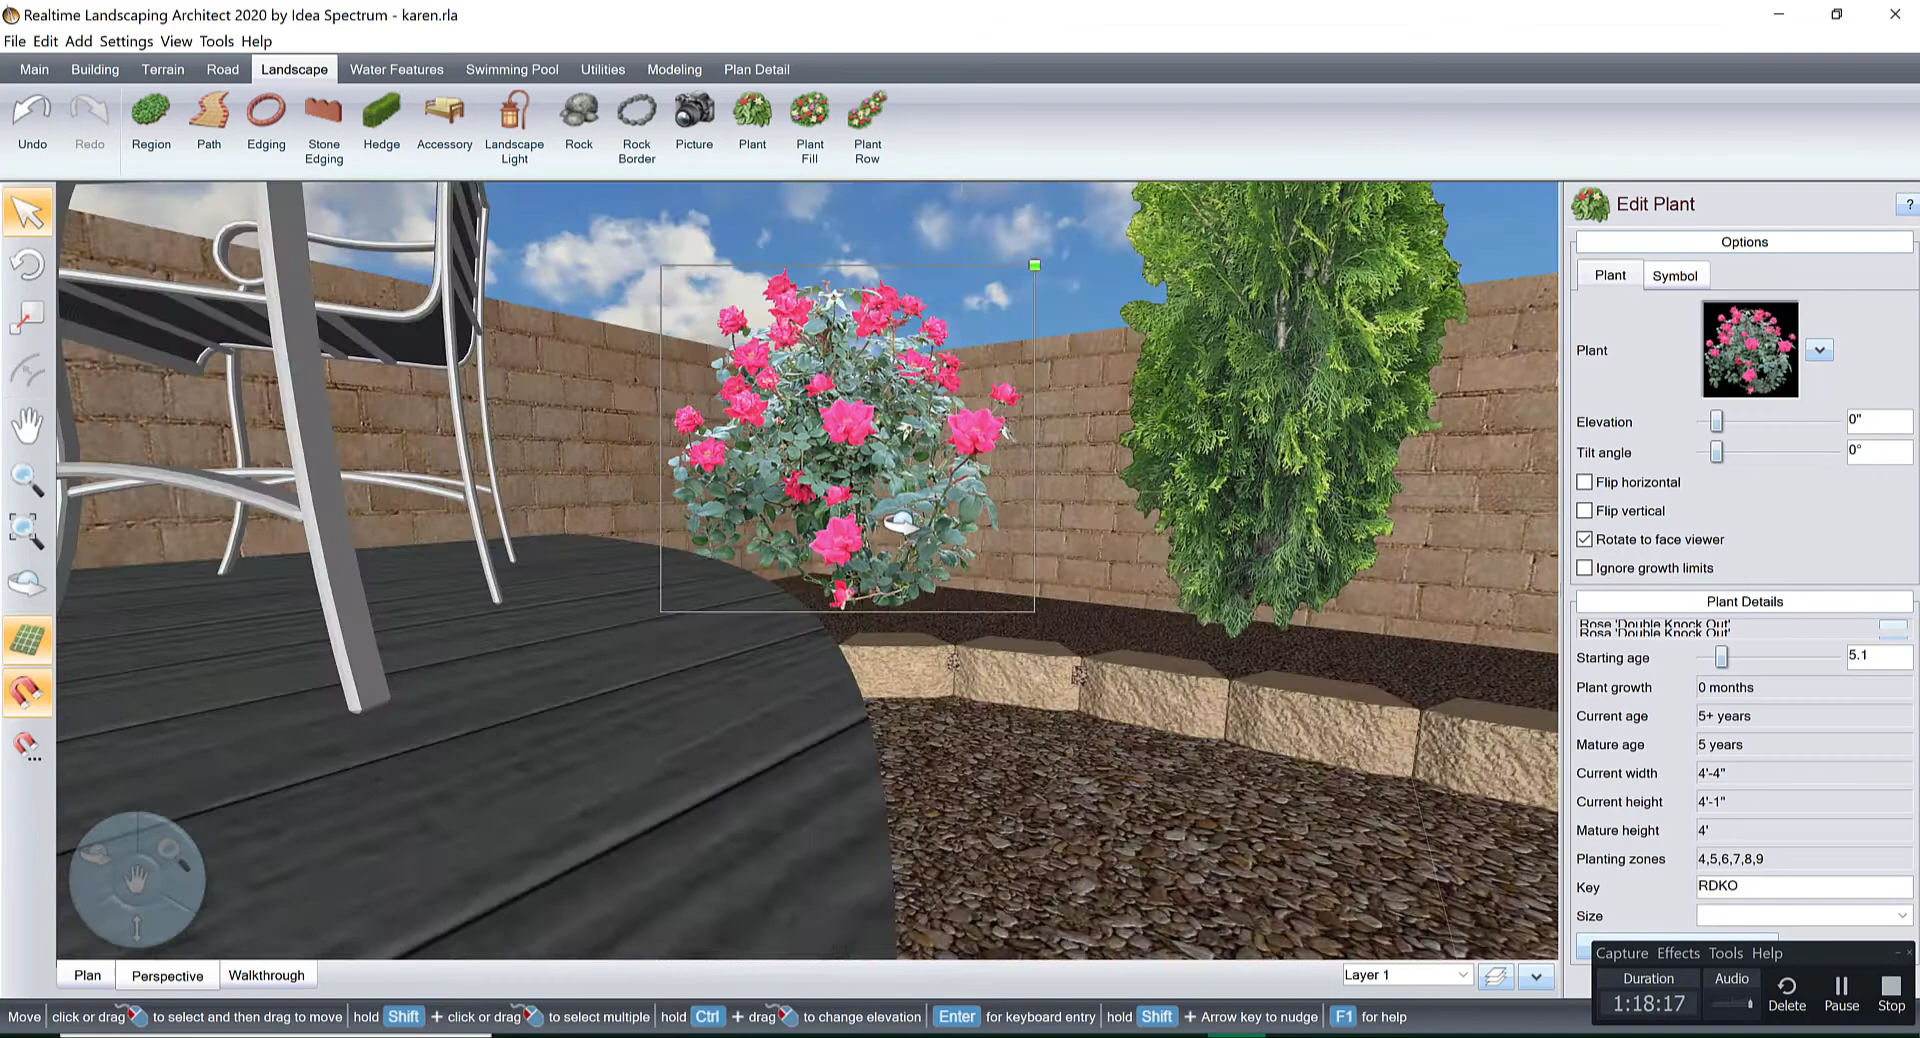 Realtime Landscaping Architect 2020 by Idea Spectrum - karen.rla
File Edit Add Settings View Tools Help
Main Building Terrain Road Landscape Water Features Swimming Pool Utilities Modeling Plan Detail
Undo Redo Region Path Edging Stone Edging Hedge Accessory Landscape Light Rock Rock Border Picture Plant Plant Fill Plant Row
Edit Plant
?
Options
Plant Symbol
Plant
Elevation 0"
Tilt angle 0°
Flip horizontal
Flip vertical
Rotate to face viewer
Ignore growth limits
Plant Details
Rose 'Double Knock Out'
Rosa 'Double Knock Out'
Starting age 5.1
Plant growth 0 months
Current age 5+ years
Mature age 5 years
Current width 4'-4"
Current height 4'-1"
Mature height 4'
Planting zones 4,5,6,7,8,9
Key RDKO
Size
Capture Effects Tools Help
Duration Audio
1:18:17 Delete Pause Stop
Plan Perspective Walkthrough
Layer 1
Move click or drag to select and then drag to move hold Shift + click or drag to select multiple hold Ctrl + drag to change elevation Enter for keyboard entry hold Shift + Arrow key to nudge F1 for help